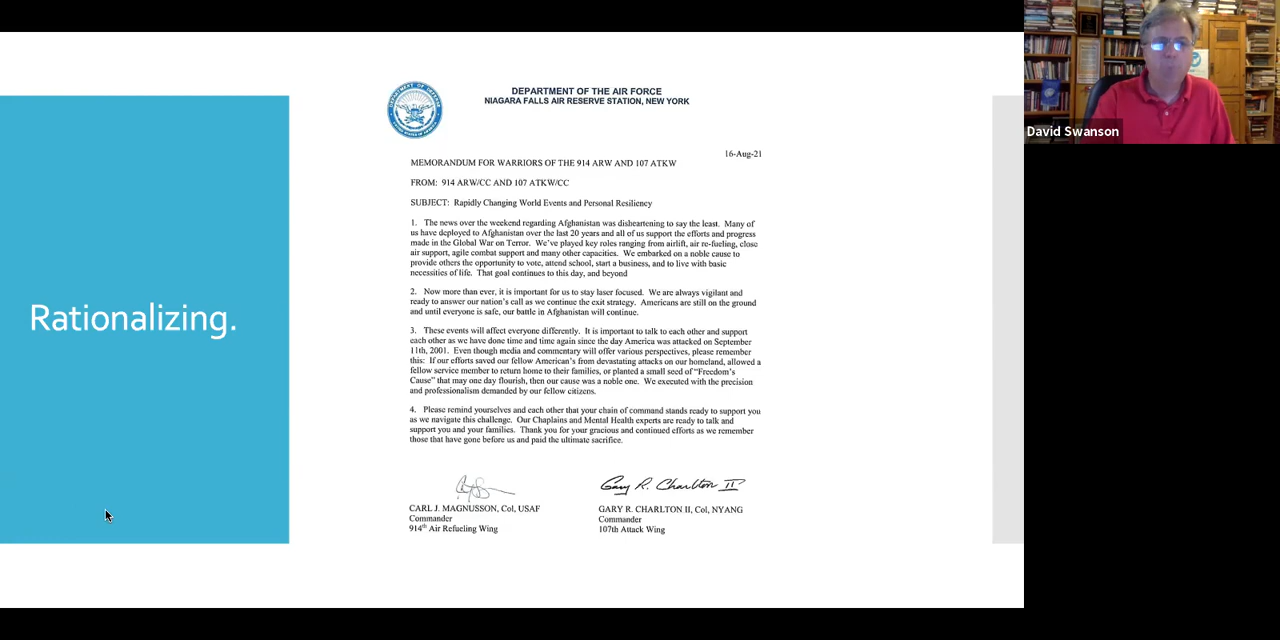 Rationalizing.
DEPARTMENT OF THE AIR FORCE
NIAGARA FALLS AIR RESERVE STATION, NEW YORK
16-Aug-21
MEMORANDUM FOR WARRIORS OF THE 914 ARW AND 107 ATKW
FROM: 914 ARW/CC AND 107 ATKW/CC
SUBJECT: Rapidly Changing World Events and Personal Resiliency
1. The news over the weekend regarding Afghanistan was disheartening to say the least. Many of
us have deployed to Afghanistan over the last 20 years and all of us support the efforts and progress
made in the Global War on Terror. We've played key roles ranging from airlift, air re-fueling, close
air support, agile combat support and many other capacities. We embarked on a noble cause to
provide others the opportunity to vote, attend school, start a business, and to live with basic
necessities of life. That goal continues to this day, and beyond
2. Now more than ever, it is important for us to stay laser focused. We are always vigilant and
ready to answer our nation's call as we continue the exit strategy. Americans are still on the ground
and until everyone is safe, our battle in Afghanistan will continue.
3. These events will affect everyone differently. It is important to talk to each other and support
each other as we have done time and time again since the day America was attacked on September
11th, 2001. Even though media and commentary will offer various perspectives, please remember
this: If our efforts saved our fellow American's from devastating attacks on our homeland, allowed a
fellow service member to return home to their families, or planted a small seed of "Freedom's
Cause" that may one day flourish, then our cause was a noble one. We executed with the precision
and professionalism demanded by our fellow citizens.
4. Please remind yourselves and each other that your chain of command stands ready to support you
as we navigate this challenge. Our Chaplains and Mental Health experts are ready to talk and
support you and your families. Thank you for your gracious and continued efforts as we remember
those that have gone before us and paid the ultimate sacrifice.
Gary R. Charlton II
CARL J. MAGNUSSON, Col, USAF
Commander
914th Air Refueling Wing
GARY R. CHARLTON II, Col, NYANG
Commander
107th Attack Wing
David Swanson